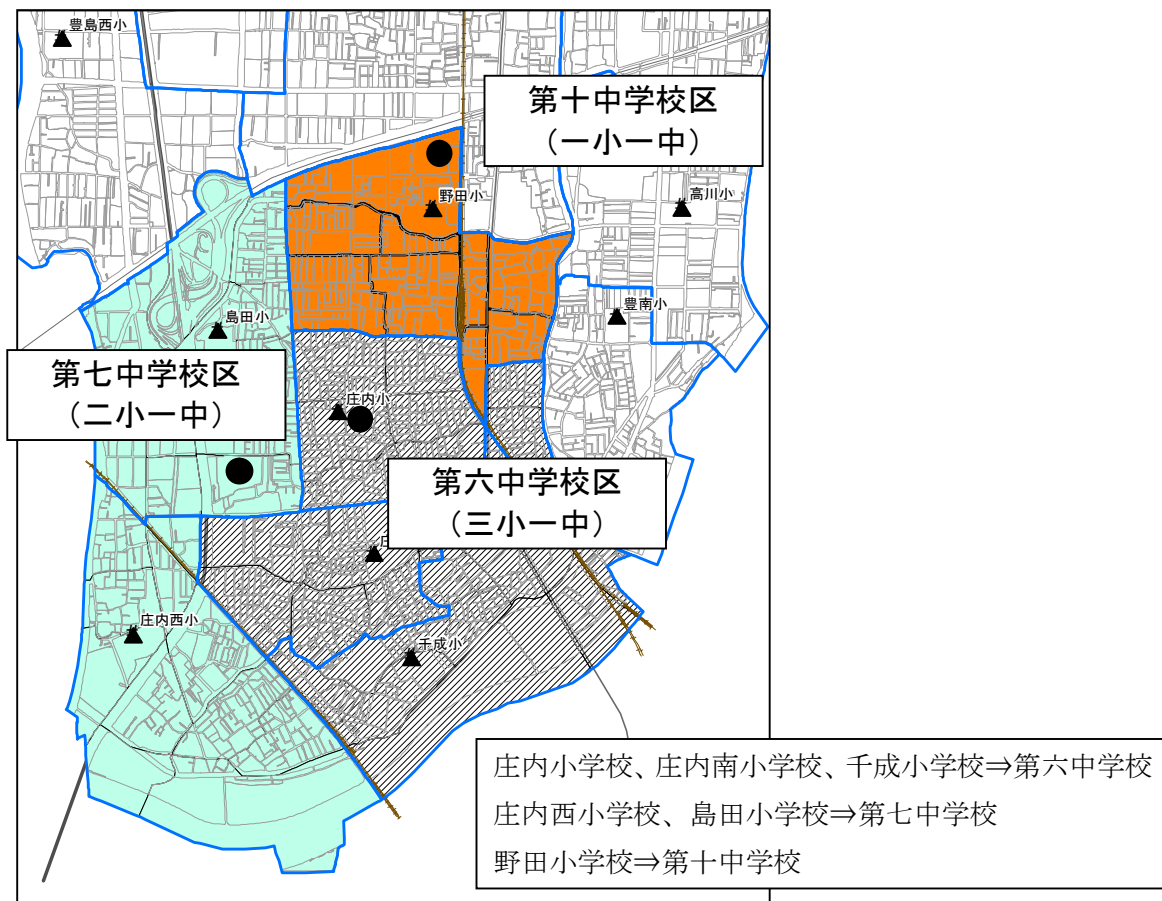 豊島西小
第十中学校区
（一小一中）
野田小
高川小
島田小
豊南小
第七中学校区
（二小一中）
庄内小
第六中学校区
（三小一中）
庄内西小
千成小
庄内小学校、庄内南小学校、千成小学校⇒第六中学校
庄内西小学校、島田小学校⇒第七中学校
野田小学校⇒第十中学校